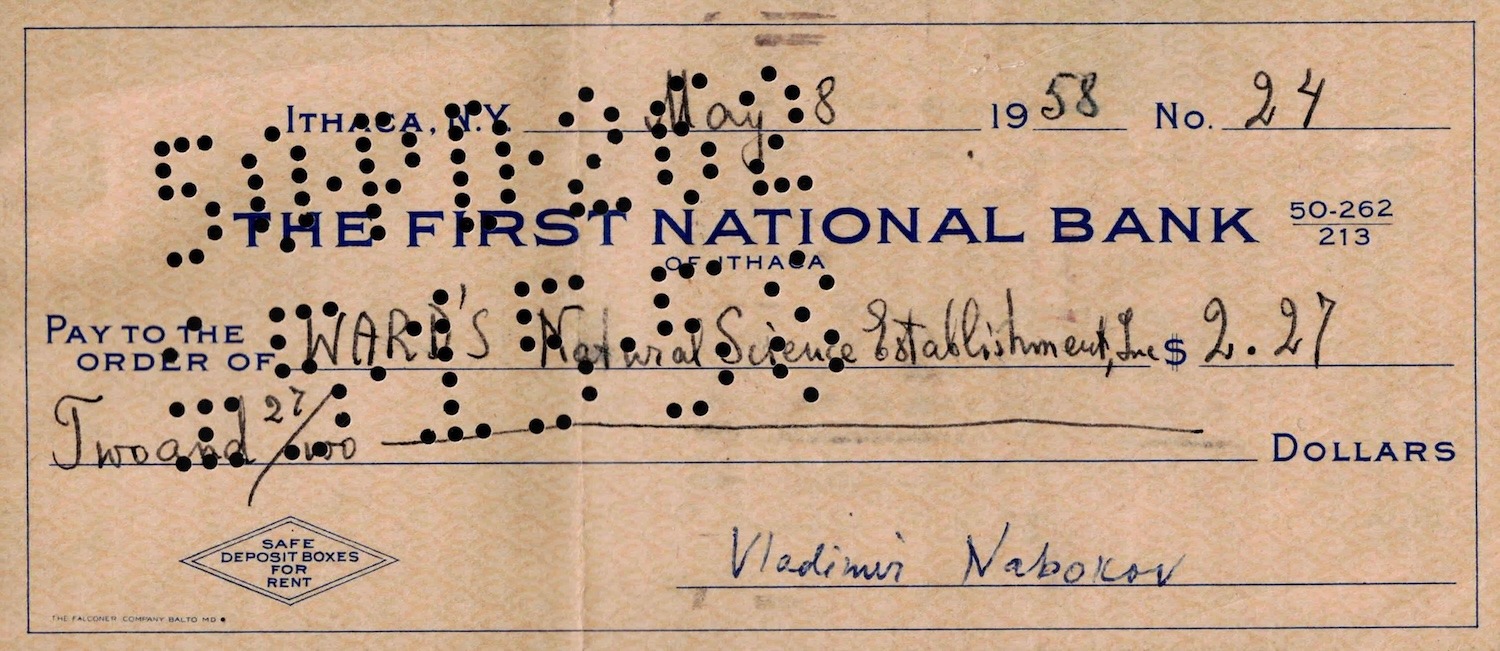 ITHACA, N.Y. May 8 1958 No. 24
THE FIRST NATIONAL BANK 50-262/213
OF ITHACA
PAY TO THE ORDER OF WARD'S Natural Science Establishment, Inc $ 2.27
Two and 27/100 DOLLARS
SAFE
DEPOSIT BOXES
FOR
RENT
Vladimir Nabokov
THE FALCONER COMPANY BALTO MD